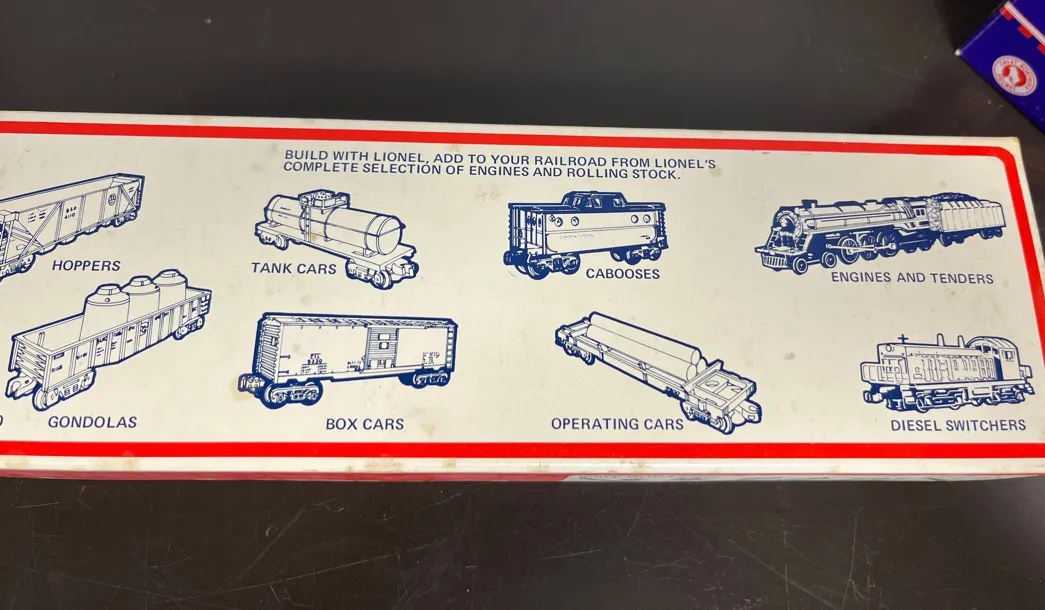 BUILD WITH LIONEL, ADD TO YOUR RAILROAD FROM LIONEL'S
COMPLETE SELECTION OF ENGINES AND ROLLING STOCK.
HOPPERS
TANK CARS
CABOOSES
ENGINES AND TENDERS
GONDOLAS
BOX CARS
OPERATING CARS
DIESEL SWITCHERS